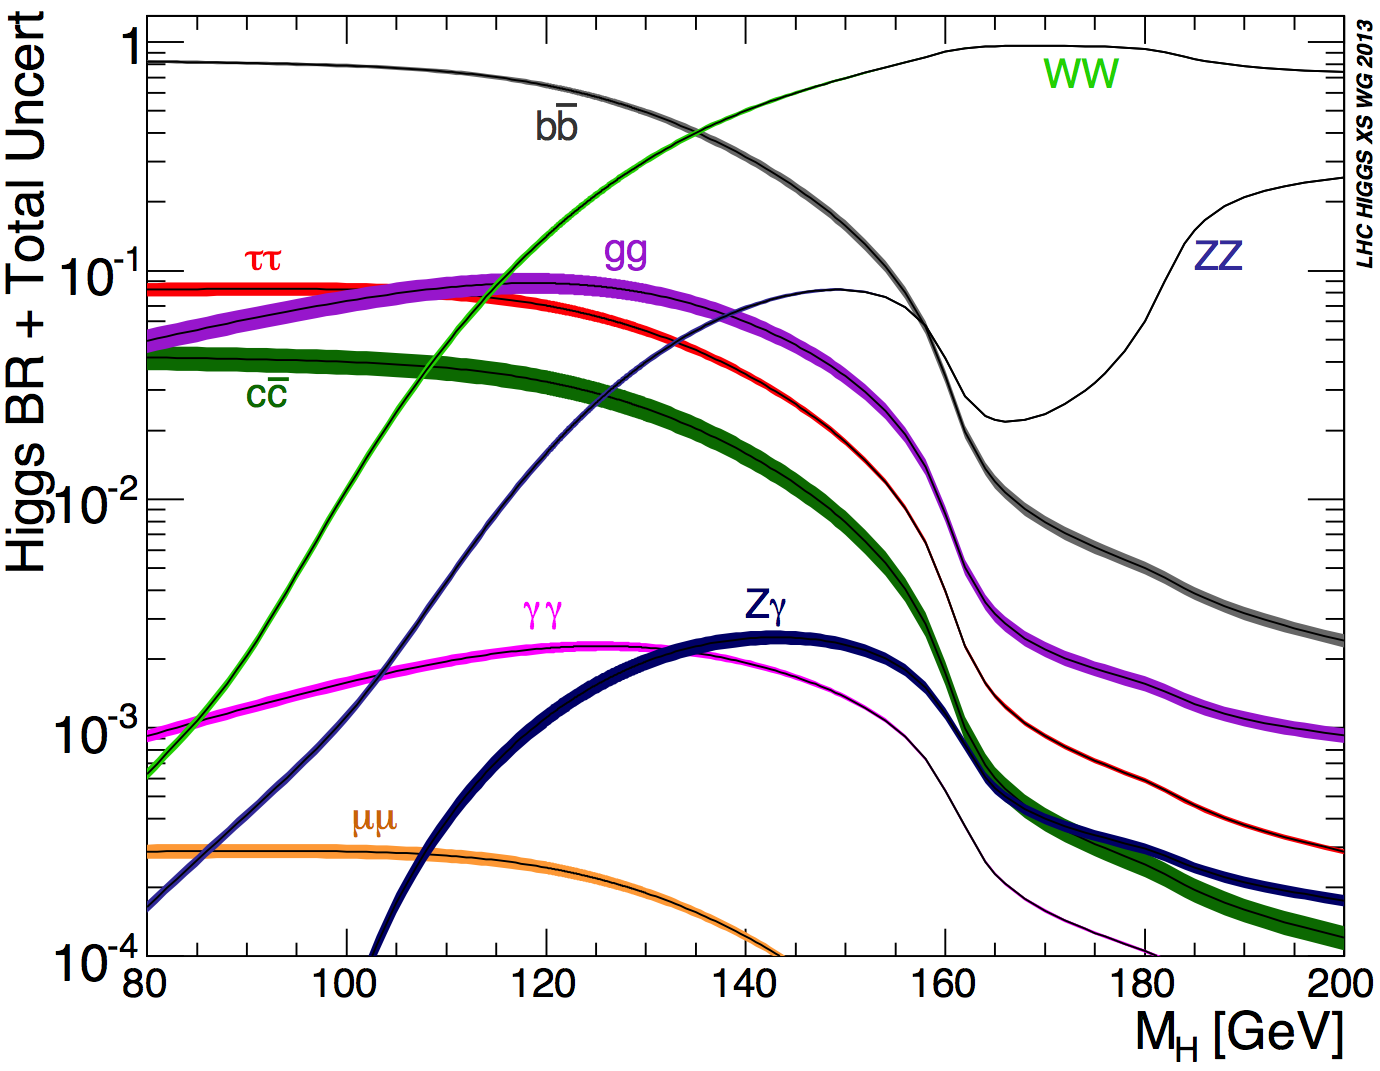 Higgs BR + Total Uncert
1
10⁻¹
10⁻²
10⁻³
10⁻⁴
80
100
120
140
160
180
200
M_H [GeV]
LHC HIGGS XS WG 2013
WW
bb̅
ττ
gg
ZZ
cc̅
γγ
Zγ
μμ